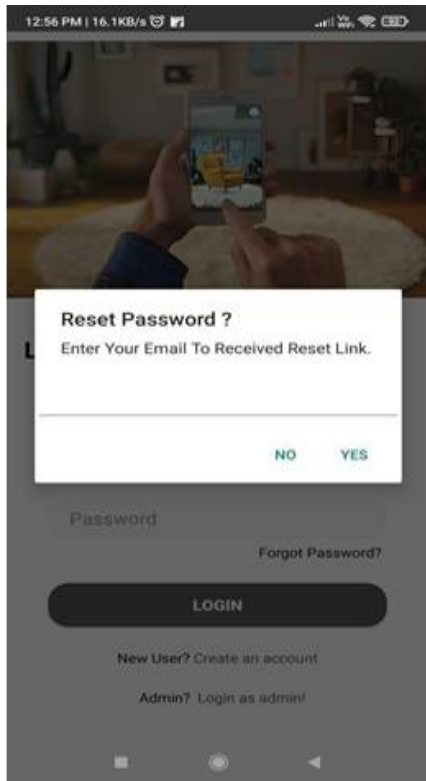 12:56 PM | 16.1KB/s
Reset Password ?
Enter Your Email To Received Reset Link.
NO YES
Password
Forgot Password?
LOGIN
New User? Create an account
Admin? Login as admin!